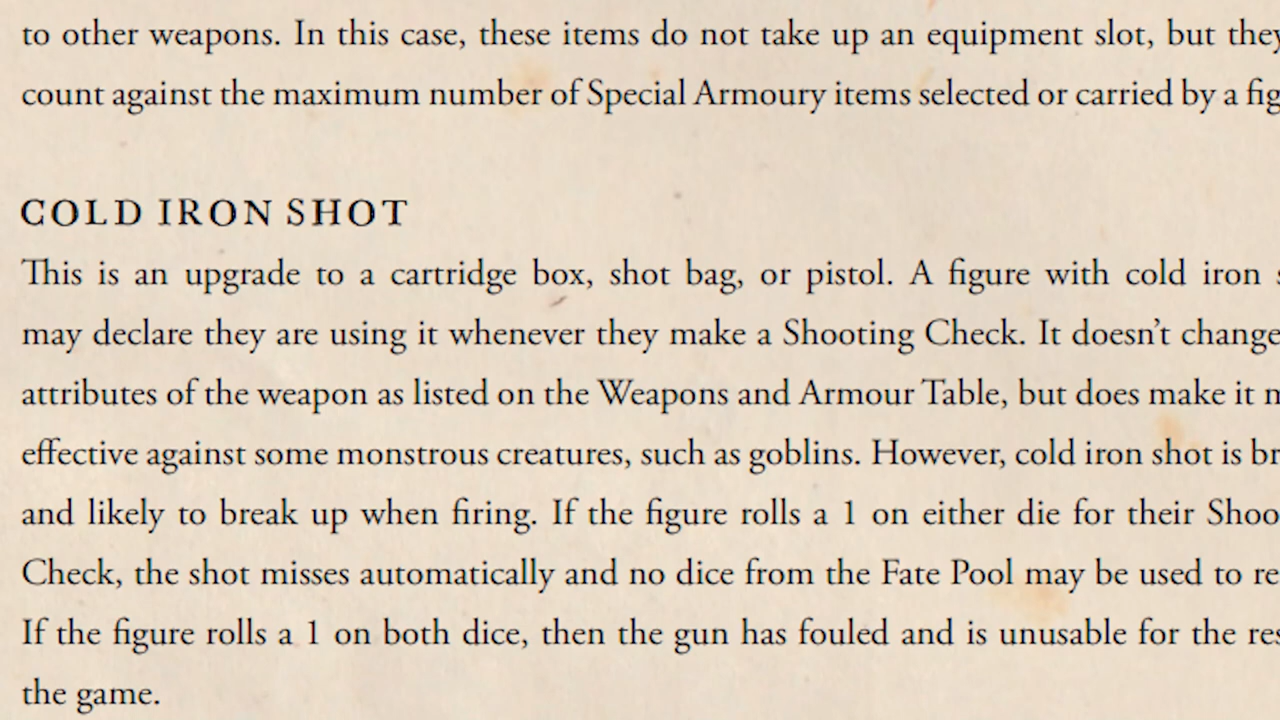 to other weapons. In this case, these items do not take up an equipment slot, but they
count against the maximum number of Special Armoury items selected or carried by a fig
COLD IRON SHOT
This is an upgrade to a cartridge box, shot bag, or pistol. A figure with cold iron
may declare they are using it whenever they make a Shooting Check. It doesn’t change
attributes of the weapon as listed on the Weapons and Armour Table, but does make it
effective against some monstrous creatures, such as goblins. However, cold iron shot is br
and likely to break up when firing. If the figure rolls a 1 on either die for their Shoo
Check, the shot misses automatically and no dice from the Fate Pool may be used to re
If the figure rolls a 1 on both dice, then the gun has fouled and is unusable for the res
the game.